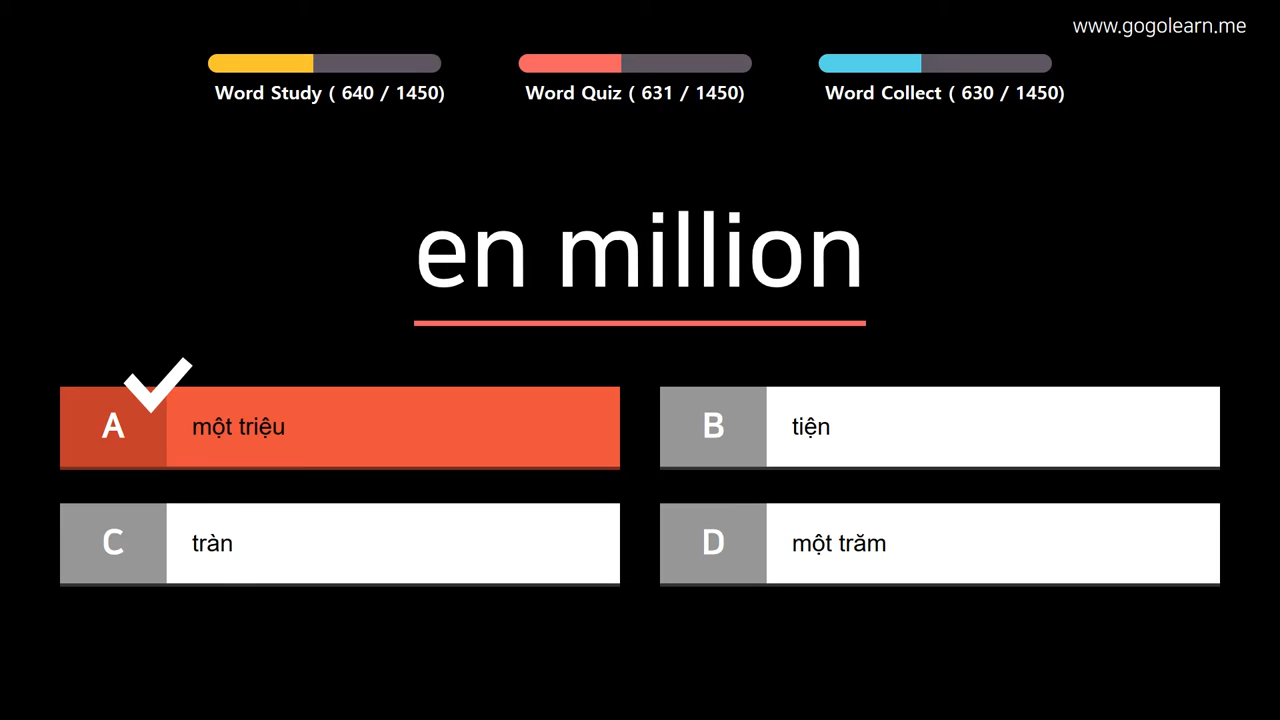 www.gogolearn.me
Word Study ( 640 / 1450)
Word Quiz ( 631 / 1450)
Word Collect ( 630 / 1450)
en million
A một triệu
B tiện
C tràn
D một trăm